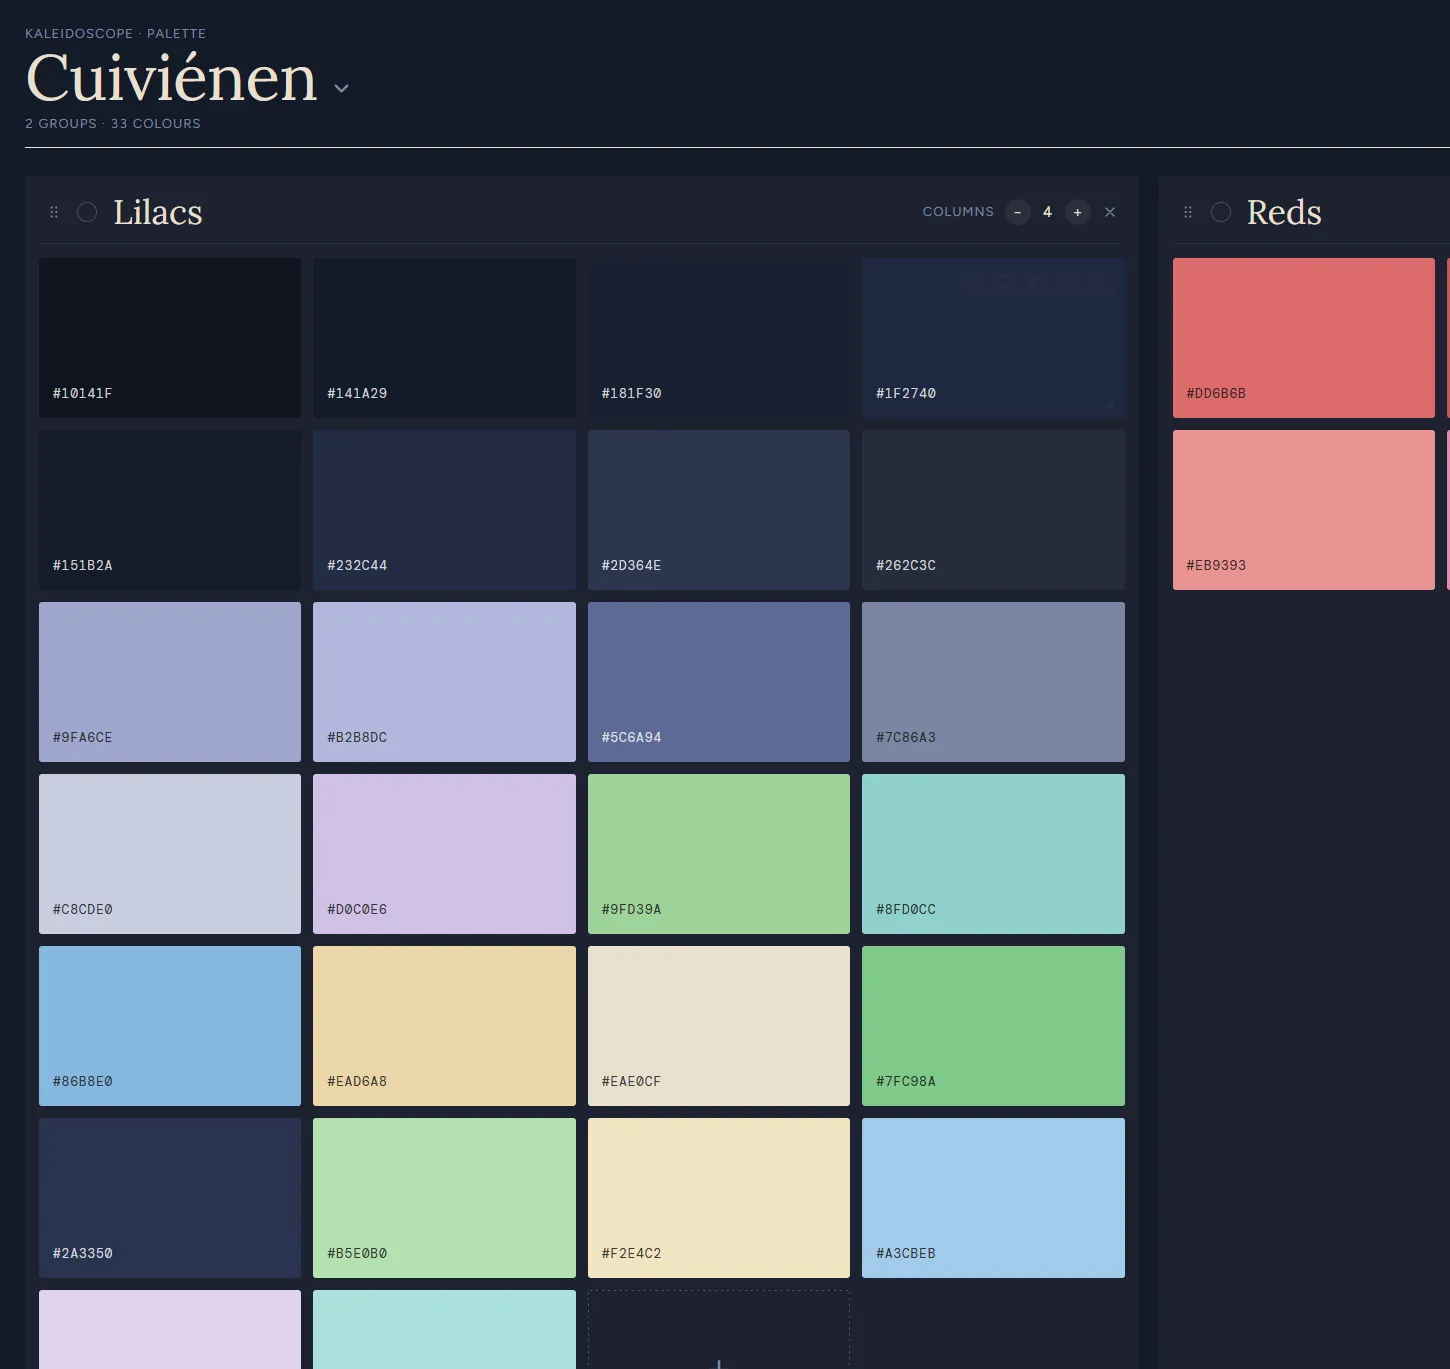 KALEIDOSCOPE · PALETTE
Cuiviénen
2 GROUPS · 33 COLOURS
Lilacs
COLUMNS - 4 + ×
#10141F
#141A29
#181F30
#1F2740
#151B2A
#232C44
#2D364E
#262C3C
#9FA6CE
#B2B8DC
#5C6A94
#7C86A3
#C8CDE0
#D0C0E6
#9FD39A
#8FD0CC
#86B8E0
#EAD6A8
#EAE0CF
#7FC98A
#2A3350
#B5E0B0
#F2E4C2
#A3CBEB
Reds
#DD6B6B
#EB9393